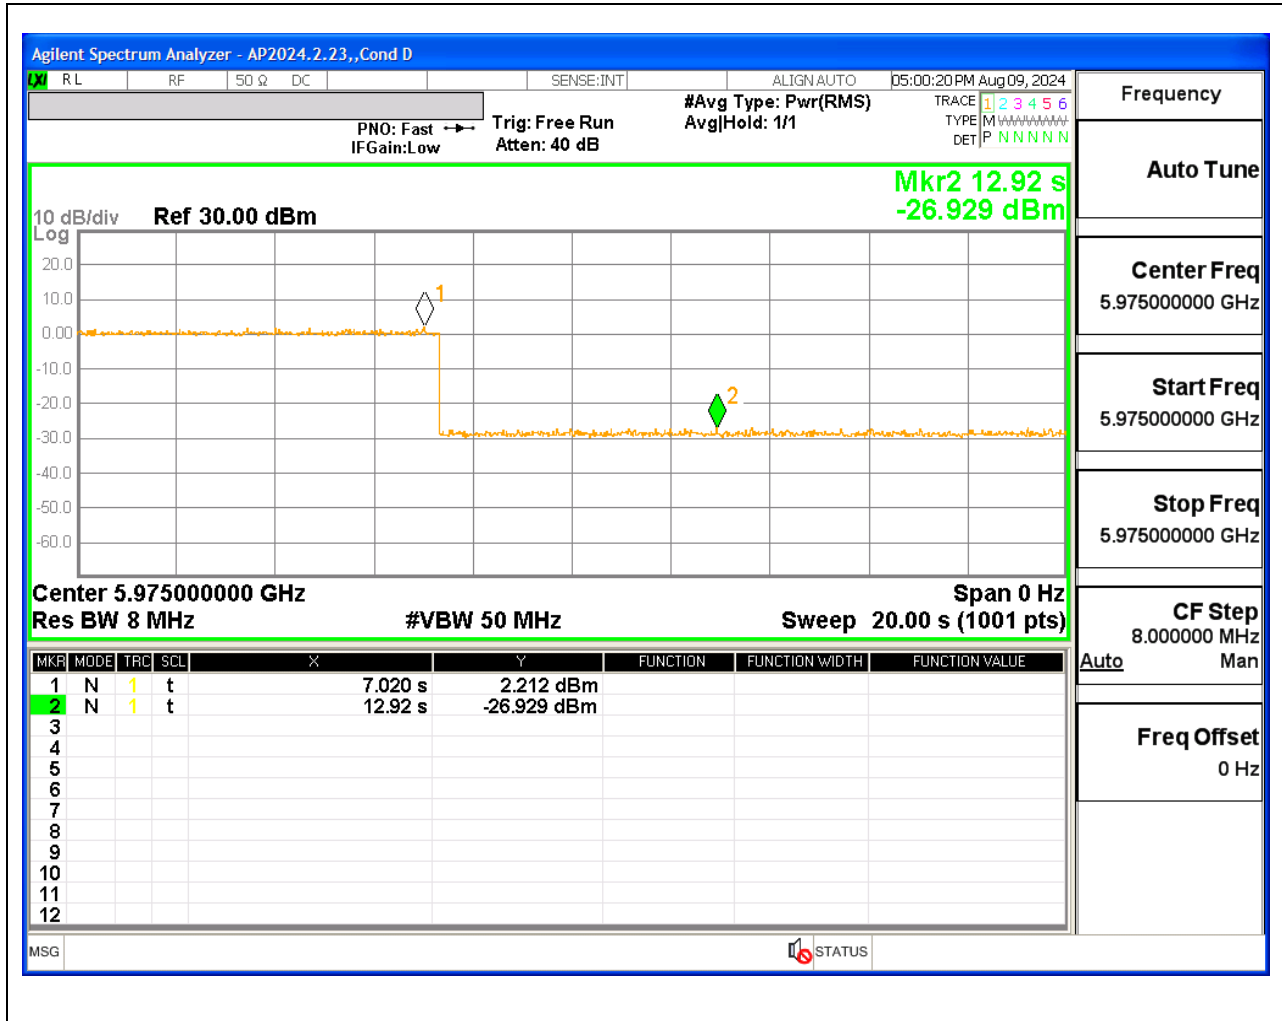 Agilent Spectrum Analyzer - AP2024.2.23,,Cond D
LXI RL RF 50 Ω DC SENSE:INT ALIGN AUTO 05:00:20 PM Aug 09, 2024
Frequency
#Avg Type: Pwr(RMS) TRACE 1 2 3 4 5 6
PNO: Fast Trig: Free Run Avg|Hold: 1/1 TYPE M
IFGain:Low Atten: 40 dB DET P N N N N N
Auto Tune
Mkr2 12.92 s
10 dB/div Ref 30.00 dBm -26.929 dBm
Log
20.0
10.0
0.00
-10.0
-20.0
-30.0
-40.0
-50.0
-60.0
1
2
Center Freq
5.975000000 GHz
Start Freq
5.975000000 GHz
Stop Freq
5.975000000 GHz
Center 5.975000000 GHz Span 0 Hz
Res BW 8 MHz #VBW 50 MHz Sweep 20.00 s (1001 pts)
CF Step
8.000000 MHz
Auto Man
MKR MODE TRC SCL X Y FUNCTION FUNCTION WIDTH FUNCTION VALUE
1 N 1 t 7.020 s 2.212 dBm
2 N 1 t 12.92 s -26.929 dBm
3
4
5
6
7
8
9
10
11
12
Freq Offset
0 Hz
MSG STATUS